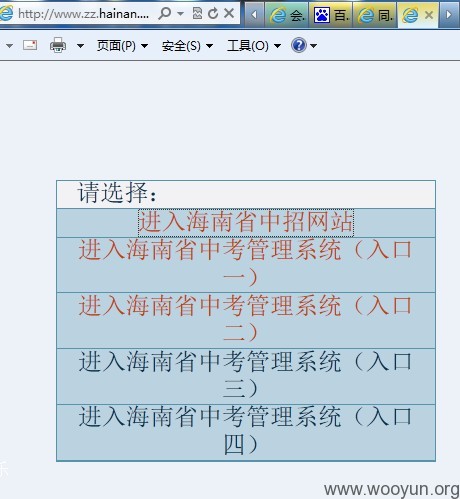 http://www.zz.hainan....
会.
百.
同.
页面(P)
安全(S)
工具(O)
请选择：
进入海南省中招网站
进入海南省中考管理系统（入口
一）
进入海南省中考管理系统（入口
二）
进入海南省中考管理系统（入口
三）
进入海南省中考管理系统（入口
四）
乐
www.wooyun.org